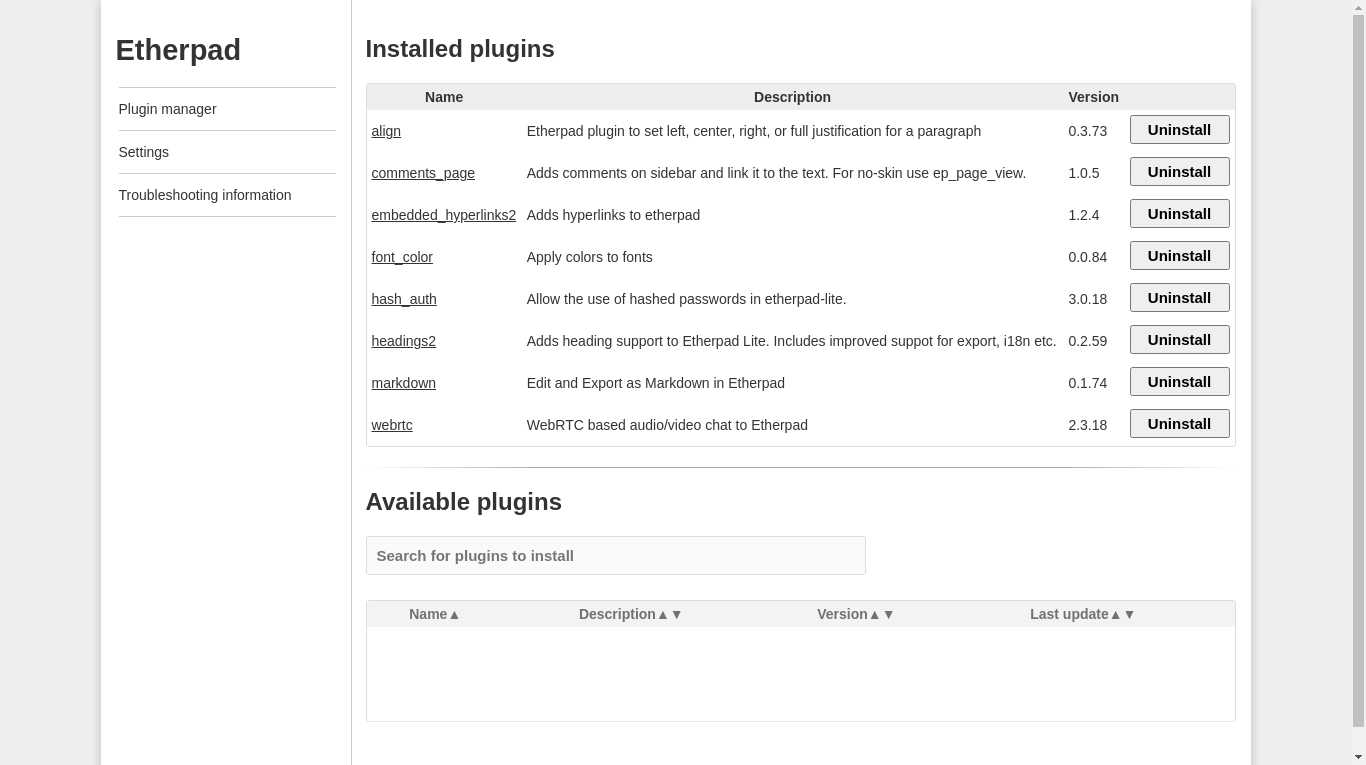 Etherpad
Plugin manager
Settings
Troubleshooting information
Installed plugins
Name Description Version
align Etherpad plugin to set left, center, right, or full justification for a paragraph 0.3.73 Uninstall
comments_page Adds comments on sidebar and link it to the text. For no-skin use ep_page_view. 1.0.5 Uninstall
embedded_hyperlinks2 Adds hyperlinks to etherpad 1.2.4 Uninstall
font_color Apply colors to fonts 0.0.84 Uninstall
hash_auth Allow the use of hashed passwords in etherpad-lite. 3.0.18 Uninstall
headings2 Adds heading support to Etherpad Lite. Includes improved suppot for export, i18n etc. 0.2.59 Uninstall
markdown Edit and Export as Markdown in Etherpad 0.1.74 Uninstall
webrtc WebRTC based audio/video chat to Etherpad 2.3.18 Uninstall
Available plugins
Search for plugins to install
Name▲ Description▲▼ Version▲▼ Last update▲▼